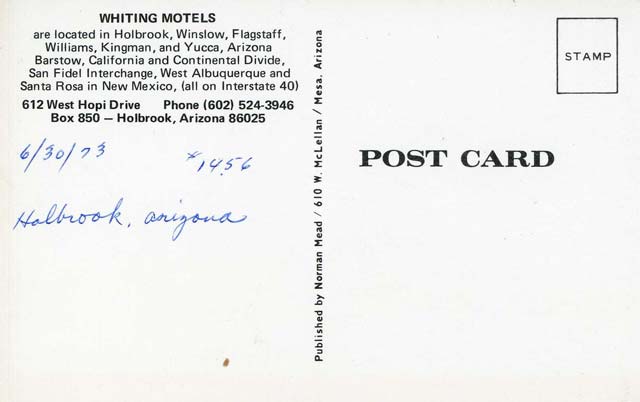 WHITING MOTELS
are located in Holbrook, Winslow, Flagstaff,
Williams, Kingman, and Yucca, Arizona
Barstow, California and Continental Divide,
San Fidel Interchange, West Albuquerque and
Santa Rosa in New Mexico, (all on Interstate 40)
612 West Hopi Drive Phone (602) 524-3946
Box 850 — Holbrook, Arizona 86025
6/30/73 *14.56
Holbrook, arizona
Published by Norman Mead / 610 W. McLellan / Mesa, Arizona
STAMP
POST CARD